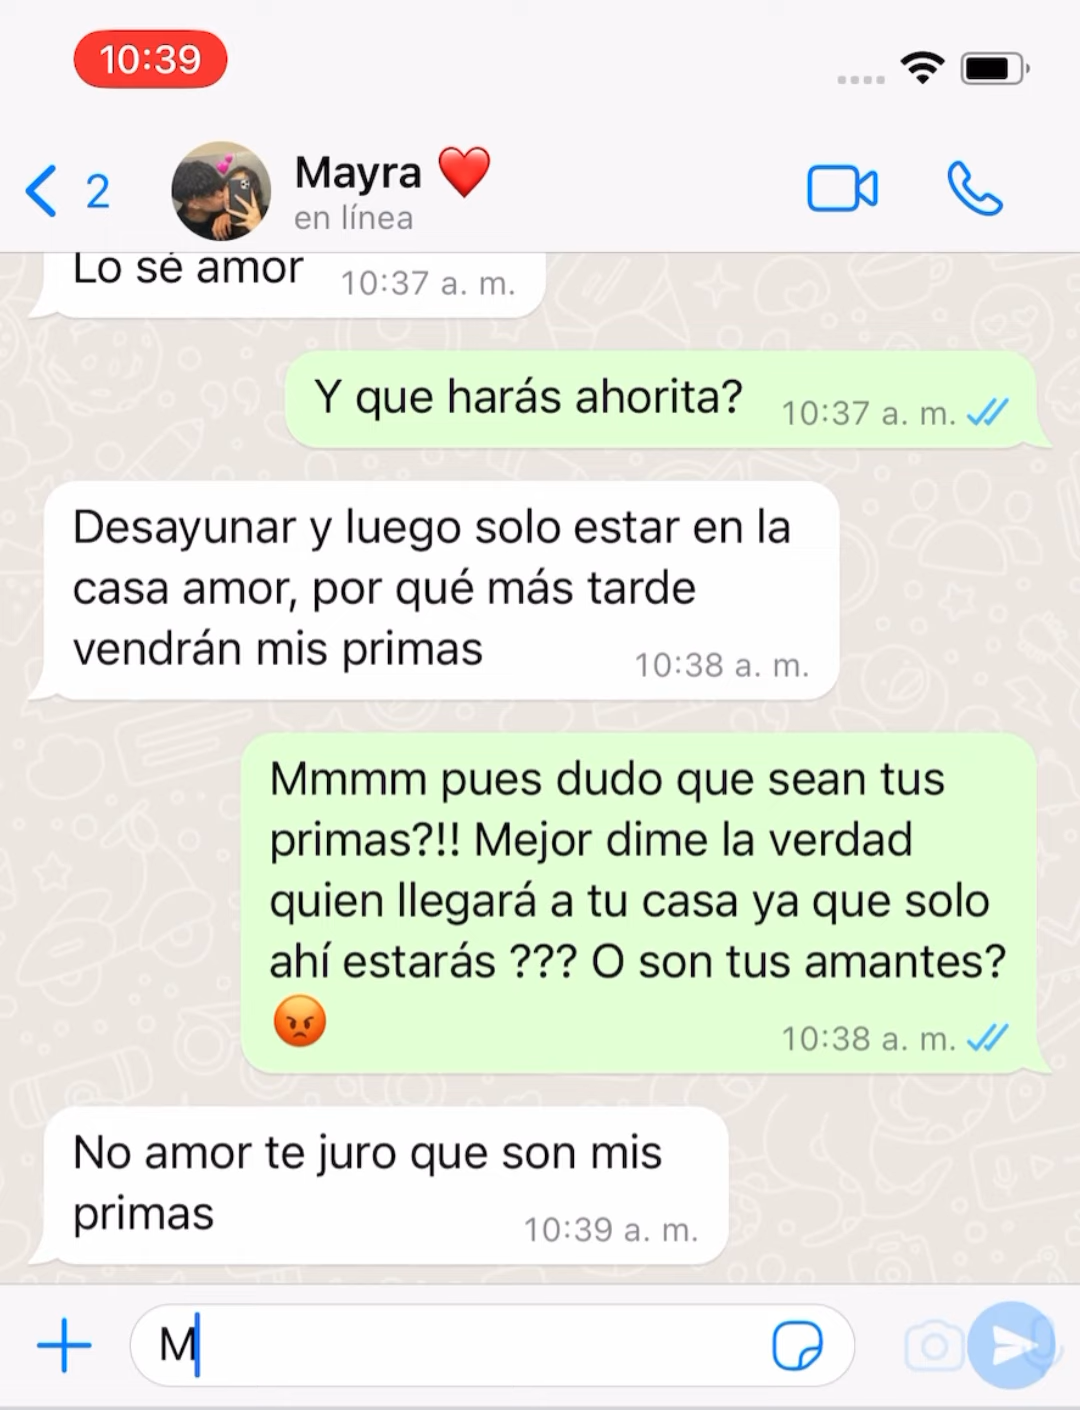 10:39
2
Mayra ❤️
en línea
Lo sé amor
10:37 a. m.
Y que harás ahorita?
10:37 a. m.
Desayunar y luego solo estar en la
casa amor, por qué más tarde
vendrán mis primas
10:38 a. m.
Mmmm pues dudo que sean tus
primas?!! Mejor dime la verdad
quien llegará a tu casa ya que solo
ahí estarás ??? O son tus amantes?
😡
10:38 a. m.
No amor te juro que son mis
primas
10:39 a. m.
M